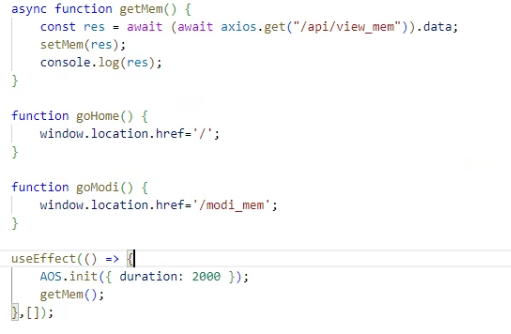 async function getMem() {
    const res = await (await axios.get("/api/view_mem")).data;
    setMem(res);
    console.log(res);
}

function goHome() {
    window.location.href='/';
}

function goModi() {
    window.location.href='/modi_mem';
}

useEffect(() => {
    AOS.init({ duration: 2000 });
    getMem();
},[]);